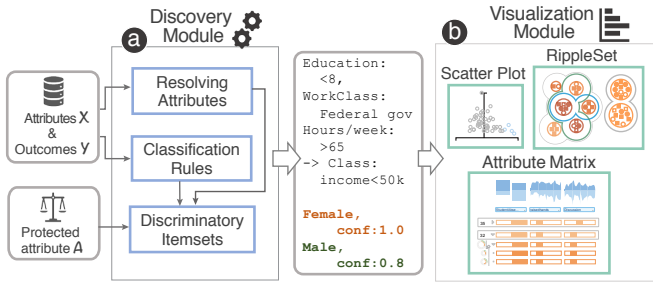 a
Discovery
Module
Attributes X
&
Outcomes y
Protected
attribute A
Resolving
Attributes
Classification
Rules
Discriminatory
Itemsets
Education:
<8,
WorkClass:
Federal gov
Hours/week:
>65
-> Class:
income<50k
Female,
conf:1.0
Male,
conf:0.8
b
Visualization
Module
Scatter Plot
RippleSet
Attribute Matrix
36
32